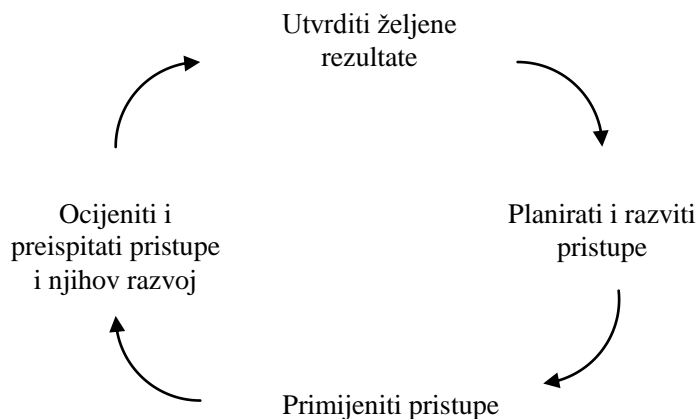 Utvrditi željene
rezultate
Planirati i razviti
pristupe
Primijeniti pristupe
Ocijeniti i
preispitati pristupe
i njihov razvoj